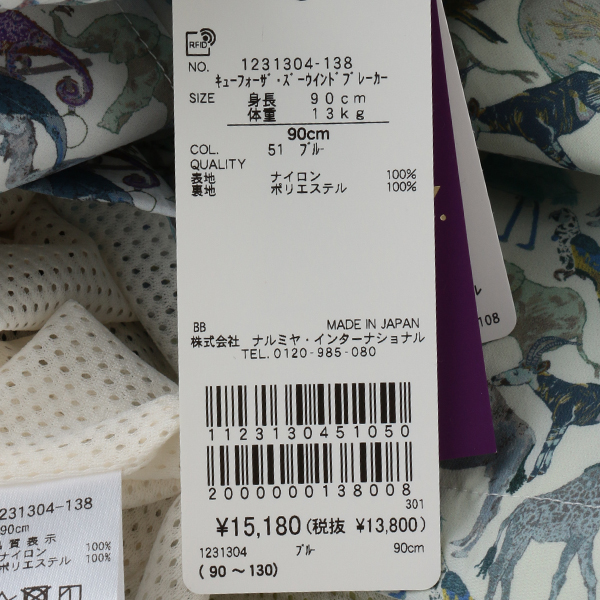 RFID
NO. 1231304-138
ｷｭｰﾌｫｰｻﾞ･ｽﾞｰｳｲﾝﾄﾞﾌﾞﾚｰｶｰ
SIZE 身長 90cm
体重 13kg
90cm
COL. 51 ﾌﾞﾙｰ
QUALITY
表地 ナイロン 100%
裏地 ポリエステル 100%
BB MADE IN JAPAN
株式会社 ナルミヤ・インターナショナル
TEL.0120-985-080
1123130451050
2000000138008
301
¥15,180(税抜 ¥13,800)
1231304 ﾌﾞﾙｰ 90cm
(90～130)
108
1231304-138
90cm
品質表示
ナイロン 100%
ポリエステル 100%